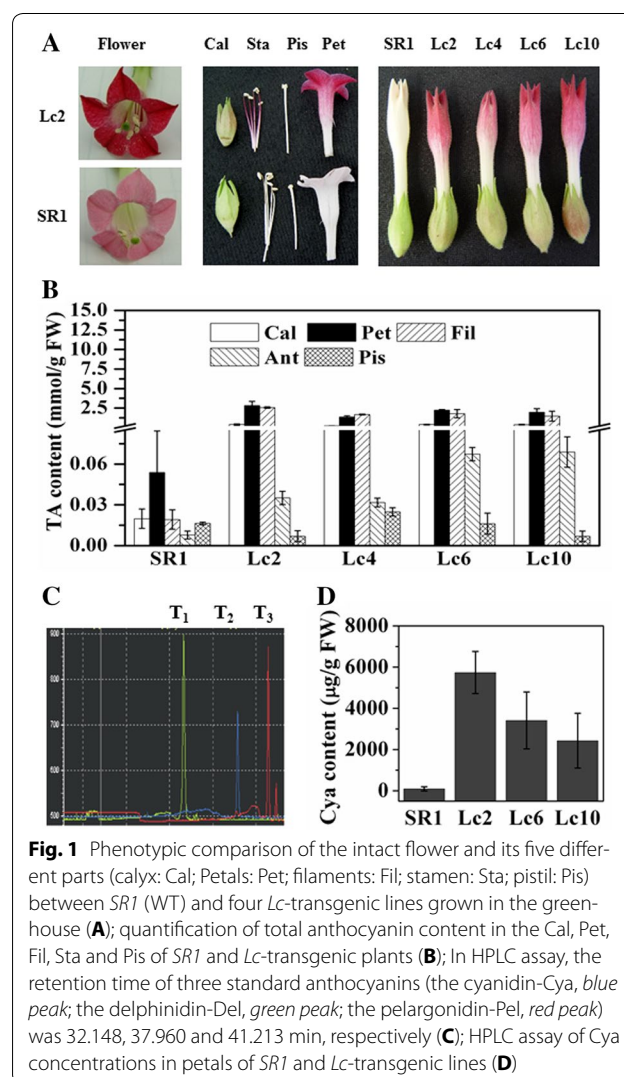 A
Flower Cal Sta Pis Pet SR1 Lc2 Lc4 Lc6 Lc10
Lc2
SR1
B
TA content (mmol/g FW)
15.0
12.5
10.0
7.5
5.0
2.5
0.06
0.03
0.00
Cal Pet Fil
Ant Pis
SR1 Lc2 Lc4 Lc6 Lc10
C
T1 T2 T3
900
800
700
600
500
D
Cya content (μg/g FW)
8000
6000
4000
2000
0
SR1 Lc2 Lc6 Lc10
Fig. 1 Phenotypic comparison of the intact flower and its five differ-
ent parts (calyx: Cal; Petals: Pet; filaments: Fil; stamen: Sta; pistil: Pis)
between SR1 (WT) and four Lc-transgenic lines grown in the green-
house (A); quantification of total anthocyanin content in the Cal, Pet,
Fil, Sta and Pis of SR1 and Lc-transgenic plants (B); In HPLC assay, the
retention time of three standard anthocyanins (the cyanidin-Cya, blue
peak; the delphinidin-Del, green peak; the pelargonidin-Pel, red peak)
was 32.148, 37.960 and 41.213 min, respectively (C); HPLC assay of Cya
concentrations in petals of SR1 and Lc-transgenic lines (D)